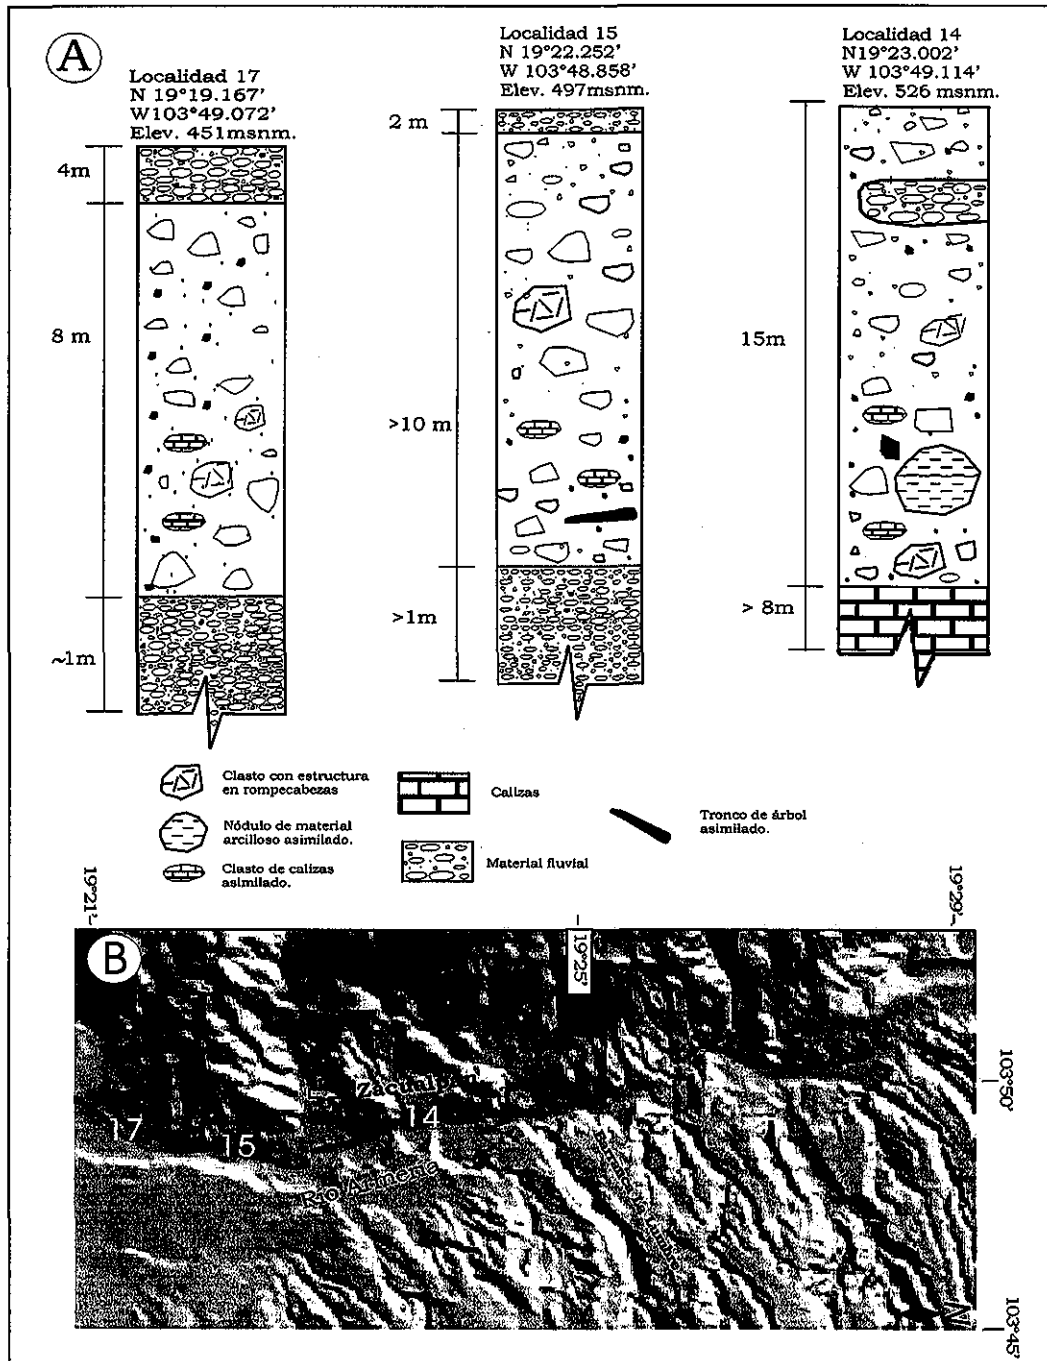 A
Localidad 17
N 19°19.167'
W103°49.072'
Elev. 451msnm.
4m
8 m
~1m
Localidad 15
N 19°22.252'
W 103°48.858'
Elev. 497msnm.
2 m
>10 m
>1m
Localidad 14
N19°23.002'
W 103°49.114'
Elev. 526 msnm.
15m
> 8m
Clasto con estructura
en rompecabezas
Nódulo de material
arcilloso asimilado.
Clasto de calizas
asimilado.
Calizas
Material fluvial
Tronco de árbol
asimilado.
19°21'
19°25'
19°29'
B
Zacualpan
17
15
14
Río Armería
103°50'
103°45'
N